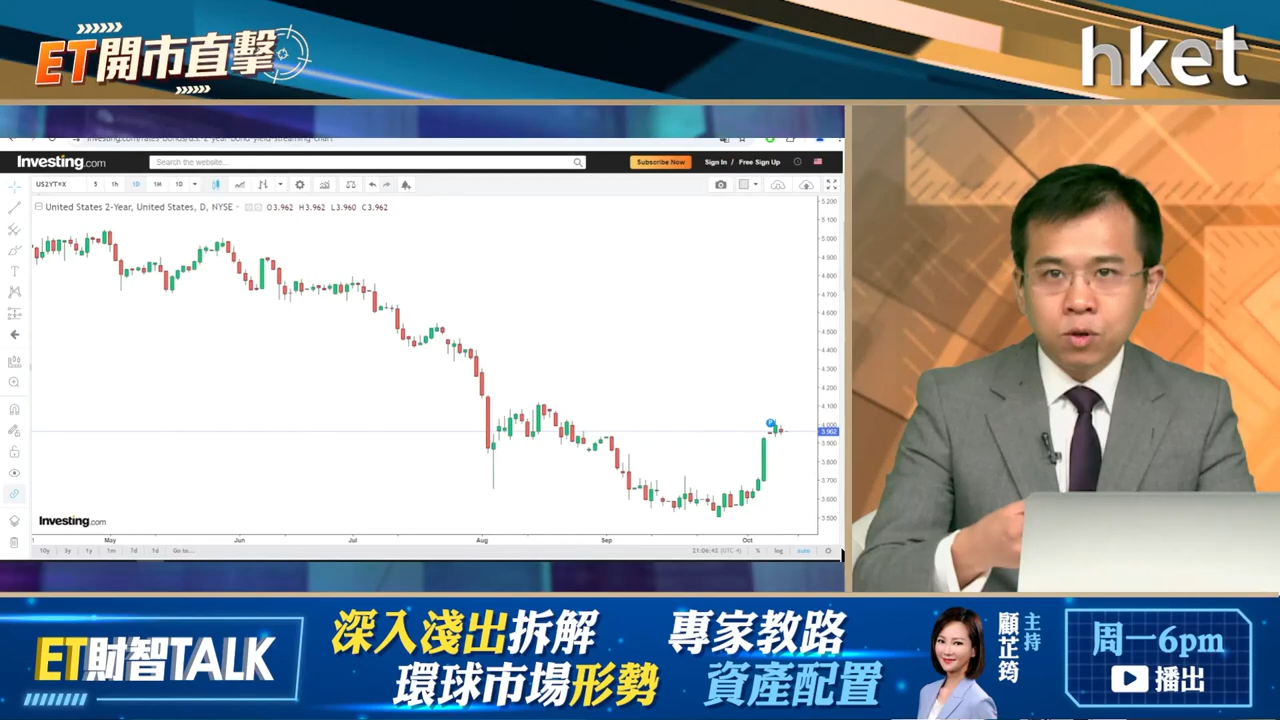 ET開市直擊
hket
Investing.com
Search the website...
Subscribe Now
Sign In / Free Sign Up
US2YT=X
5
1h
1D
1M
1D
United States 2-Year, United States, D, NYSE
O3.962 H3.962 L3.960 C3.962
5.200
5.100
5.000
4.900
4.800
4.700
4.600
4.500
4.400
4.300
4.200
4.100
4.000
3.962
3.900
3.800
3.700
3.600
3.500
Investing.com
May
Jun
Jul
Aug
Sep
Oct
10y
3y
1y
1m
7d
1d
Go to...
21:06:42 (UTC-4)
%
log
auto
ET財智TALK
深入淺出拆解
環球市場形勢
專家教路
資產配置
主持
顧芷筠
周一6pm
播出